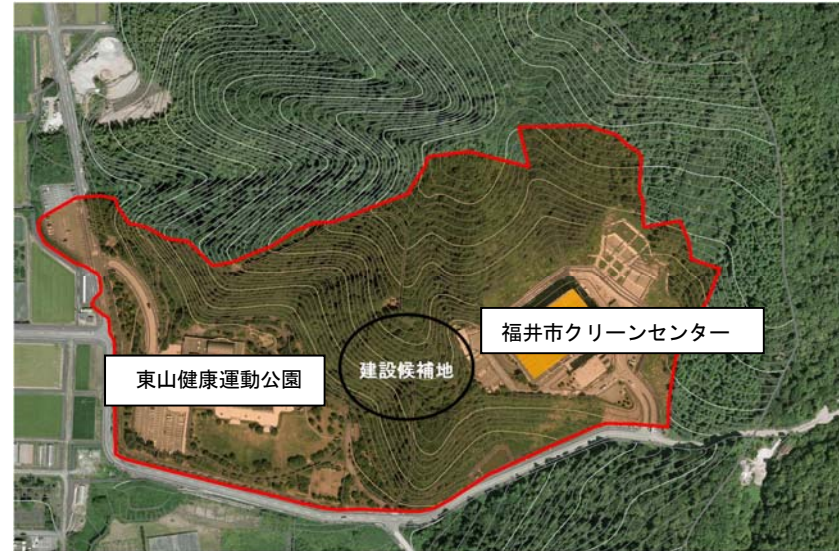 福井市クリーンセンター
建設候補地
東山健康運動公園